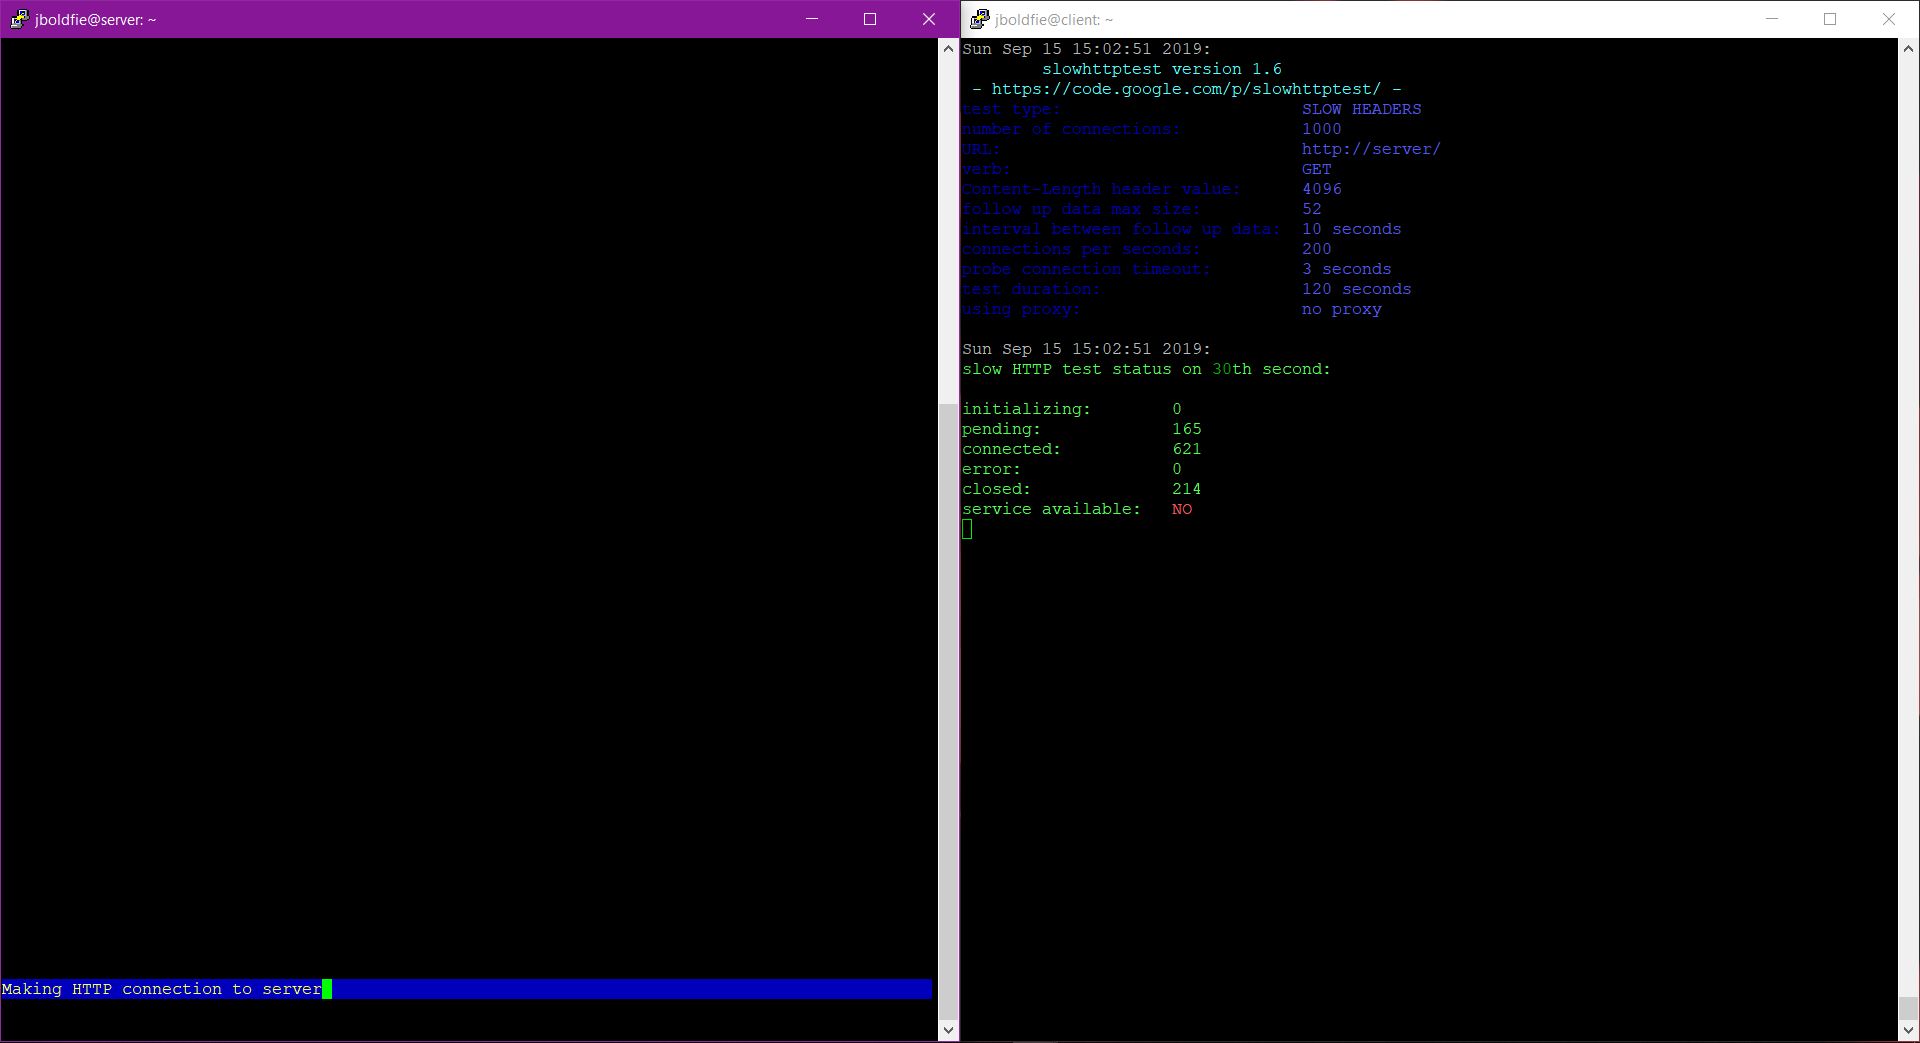 jboldfie@server: ~
Making HTTP connection to server
jboldfie@client: ~
Sun Sep 15 15:02:51 2019:
slowhttptest version 1.6
- https://code.google.com/p/slowhttptest/ -
test type: SLOW HEADERS
number of connections: 1000
URL: http://server/
verb: GET
Content-Length header value: 4096
follow up data max size: 52
interval between follow up data: 10 seconds
connections per seconds: 200
probe connection timeout: 3 seconds
test duration: 120 seconds
using proxy: no proxy
Sun Sep 15 15:02:51 2019:
slow HTTP test status on 30th second:
initializing: 0
pending: 165
connected: 621
error: 0
closed: 214
service available: NO